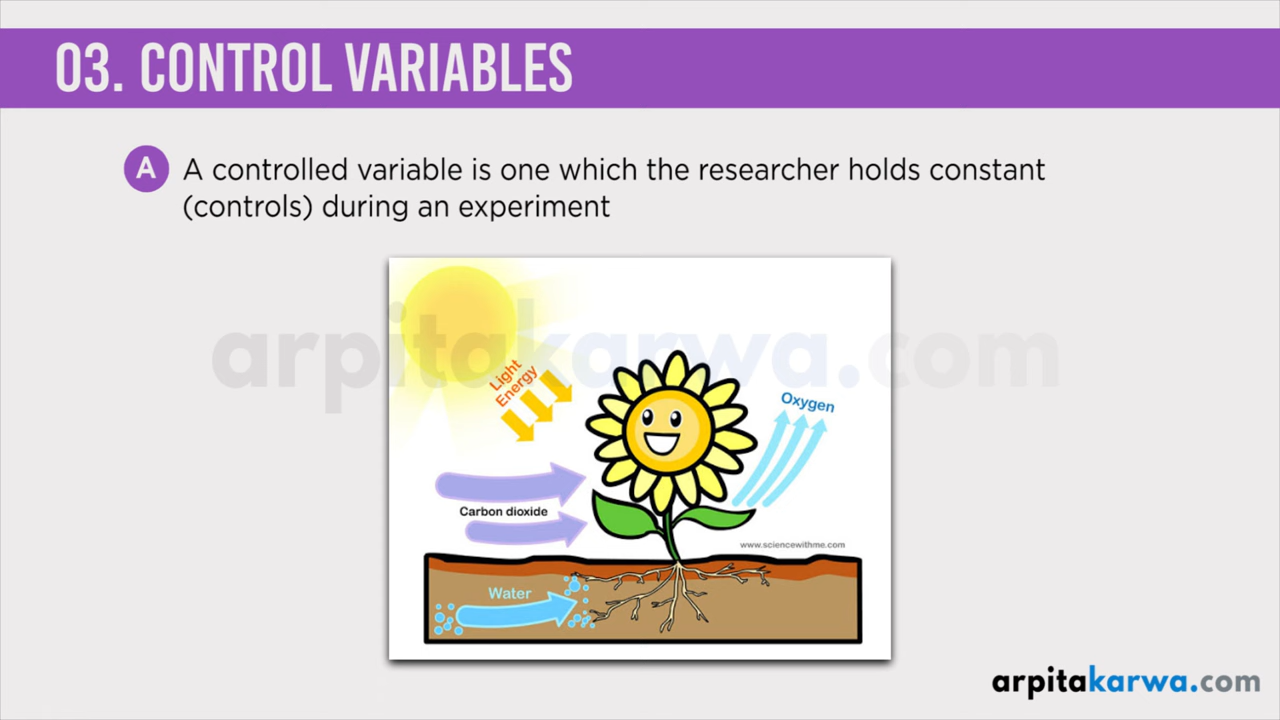 03. CONTROL VARIABLES
A A controlled variable is one which the researcher holds constant
(controls) during an experiment
arpitakarwa.com
Light
Energy
Oxygen
Carbon dioxide
www.sciencewithme.com
Water
arpitakarwa.com